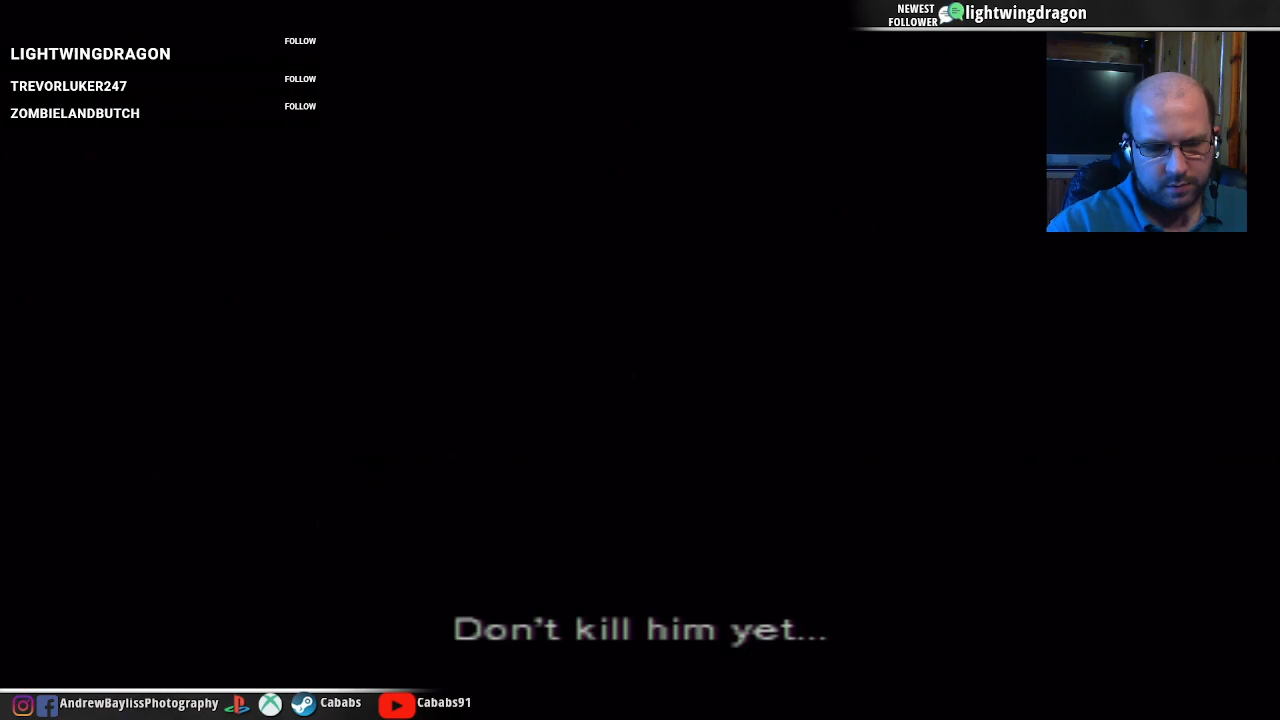 NEWEST
FOLLOWER
lightwingdragon
LIGHTWINGDRAGON FOLLOW
TREVORLUKER247 FOLLOW
ZOMBIELANDBUTCH FOLLOW
Don't kill him yet...
AndrewBaylissPhotography Cababs Cababs91